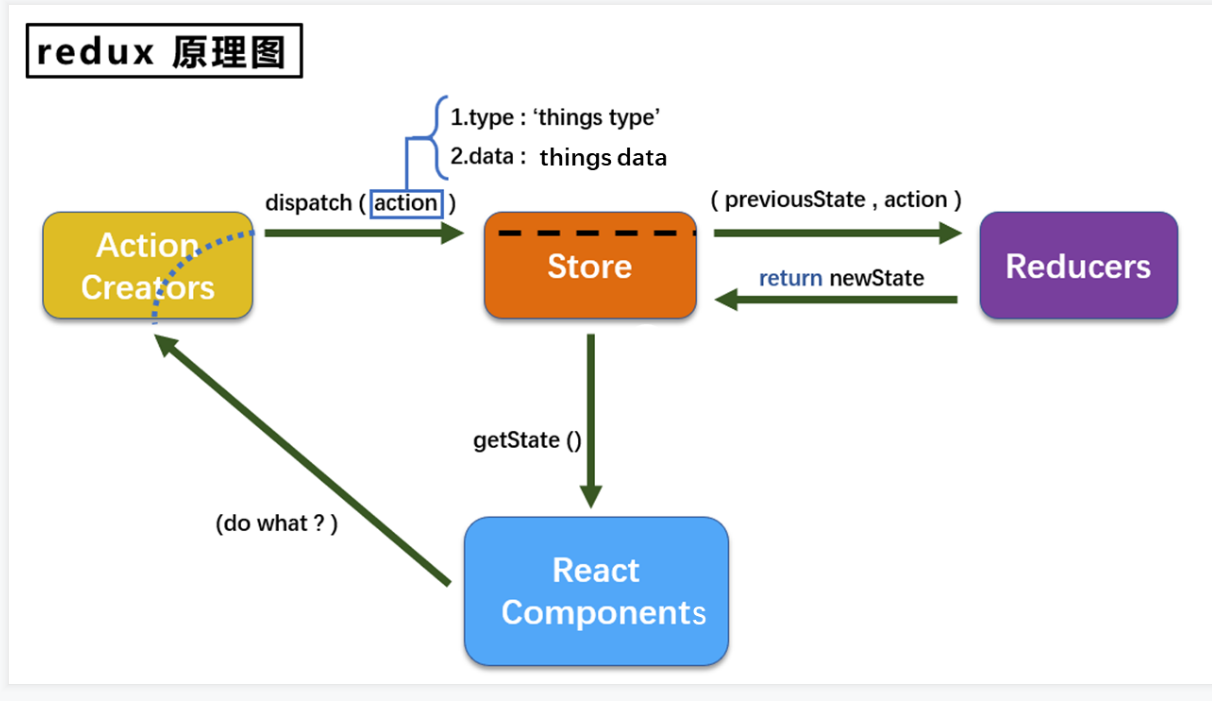 redux 原理图
1.type : ‘things type’
2.data : things data
dispatch ( action )
( previousState , action )
Action
Creators
Store
Reducers
return newState
getState ()
(do what ? )
React
Components